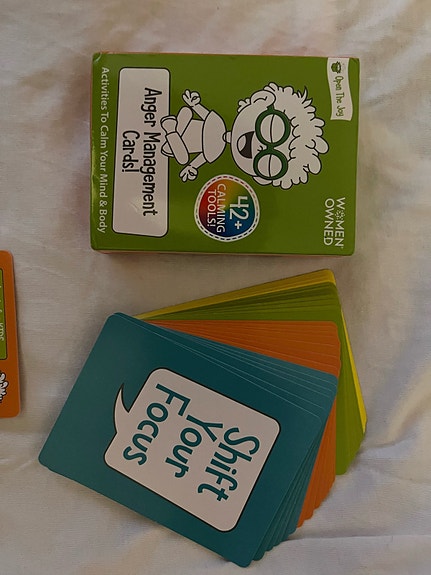 Open The Joy
WOMEN
OWNED
42+
CALMING
TOOLS!
Anger Management
Cards!
Activities To Calm Your Mind & Body
Shift
Your
Focus